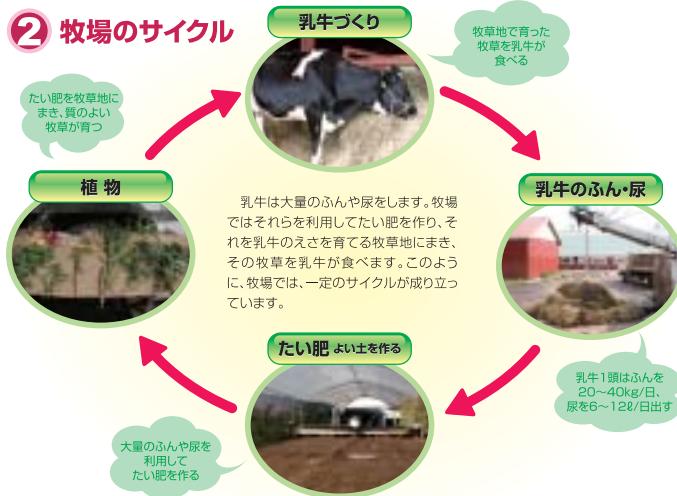 2 牧場のサイクル
乳牛づくり
牧草地で育った
牧草を乳牛が
食べる
たい肥を牧草地に
まき、質のよい
牧草が育つ
植物
乳牛のふん・尿
乳牛は大量のふんや尿をします。牧場
ではそれらを利用してたい肥を作り、そ
れを乳牛のえさを育てる牧草地にまき、
その牧草を乳牛が食べます。このよう
に、牧場では、一定のサイクルが成り立っ
ています。
たい肥 よい土を作る
乳牛1頭はふんを
20〜40kg/日、
尿を6〜12ℓ/日出す
大量のふんや尿を
利用して
たい肥を作る